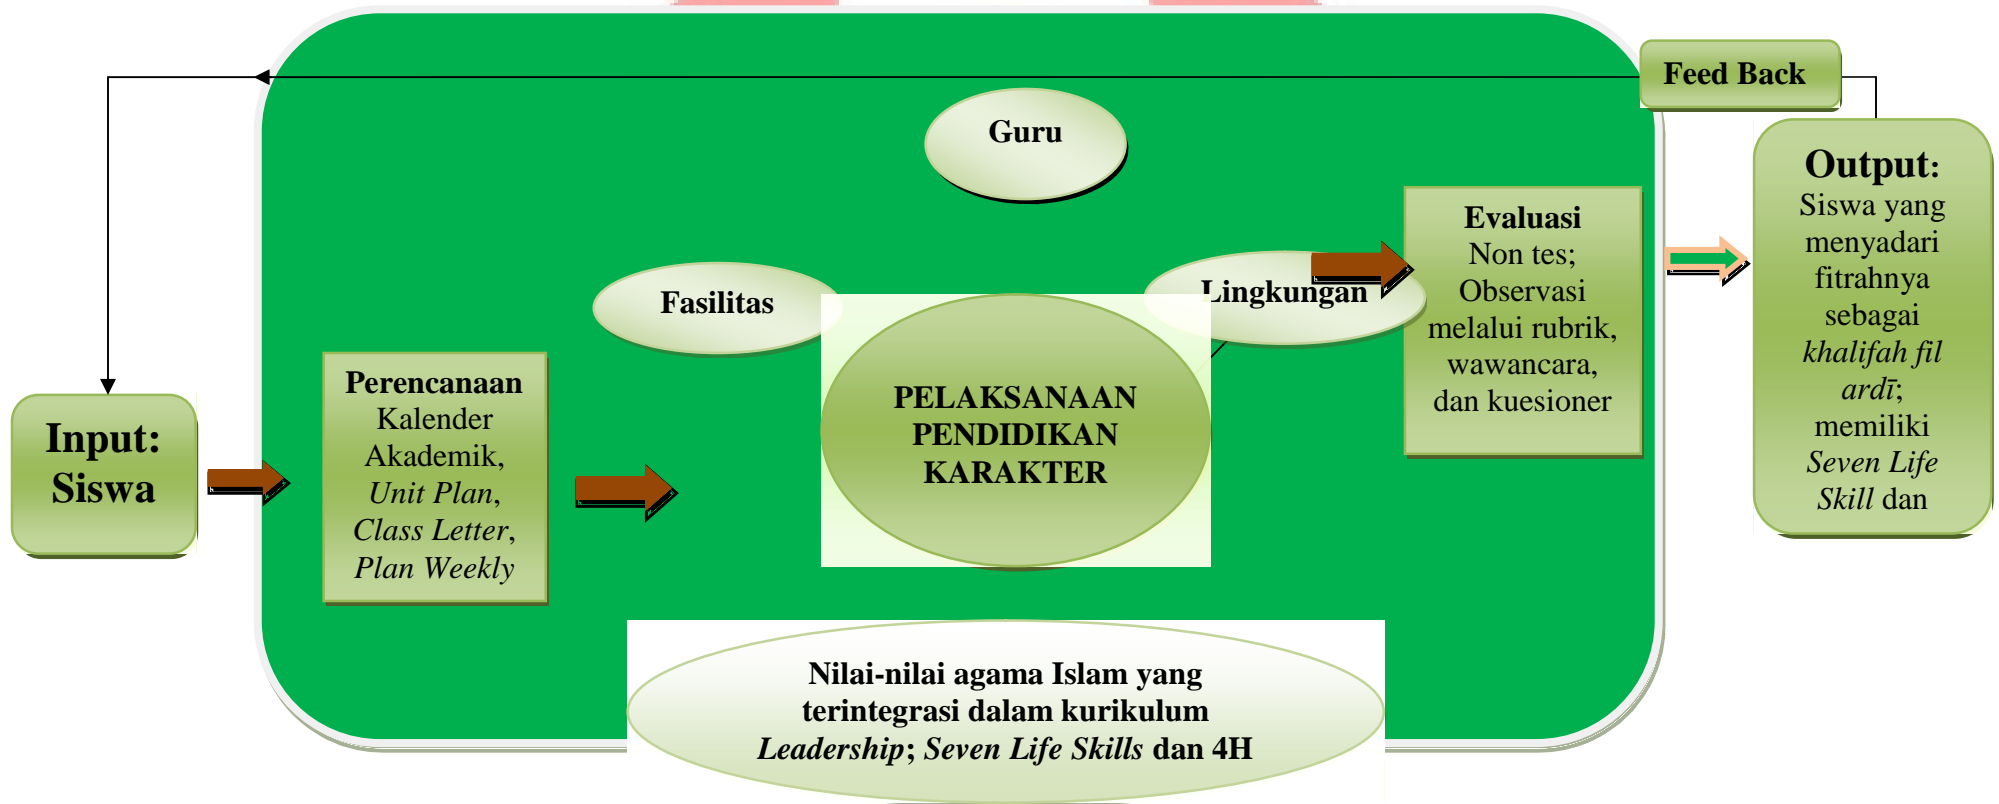 Feed Back
Guru
Output:
Siswa yang
menyadari
fitrahnya
sebagai
khalifah fil
ardī;
memiliki
Seven Life
Skill dan
Evaluasi
Non tes;
Observasi
melalui rubrik,
wawancara,
dan kuesioner
Lingkungan
Fasilitas
Perencanaan
Kalender
Akademik,
Unit Plan,
Class Letter,
Plan Weekly
PELAKSANAAN
PENDIDIKAN
KARAKTER
Input:
Siswa
Nilai-nilai agama Islam yang
terintegrasi dalam kurikulum
Leadership; Seven Life Skills dan 4H